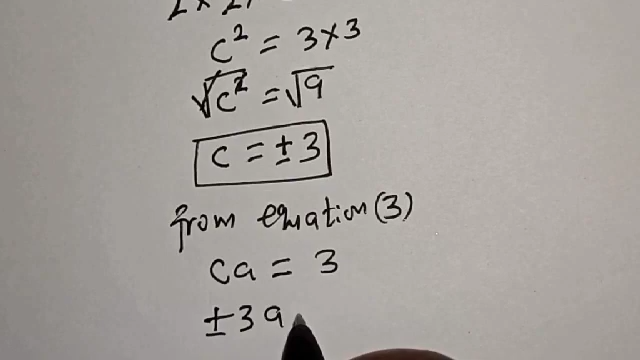 c² = 3×3
√c² = √9
c = ±3
from equation (3)
ca = 3
±3a